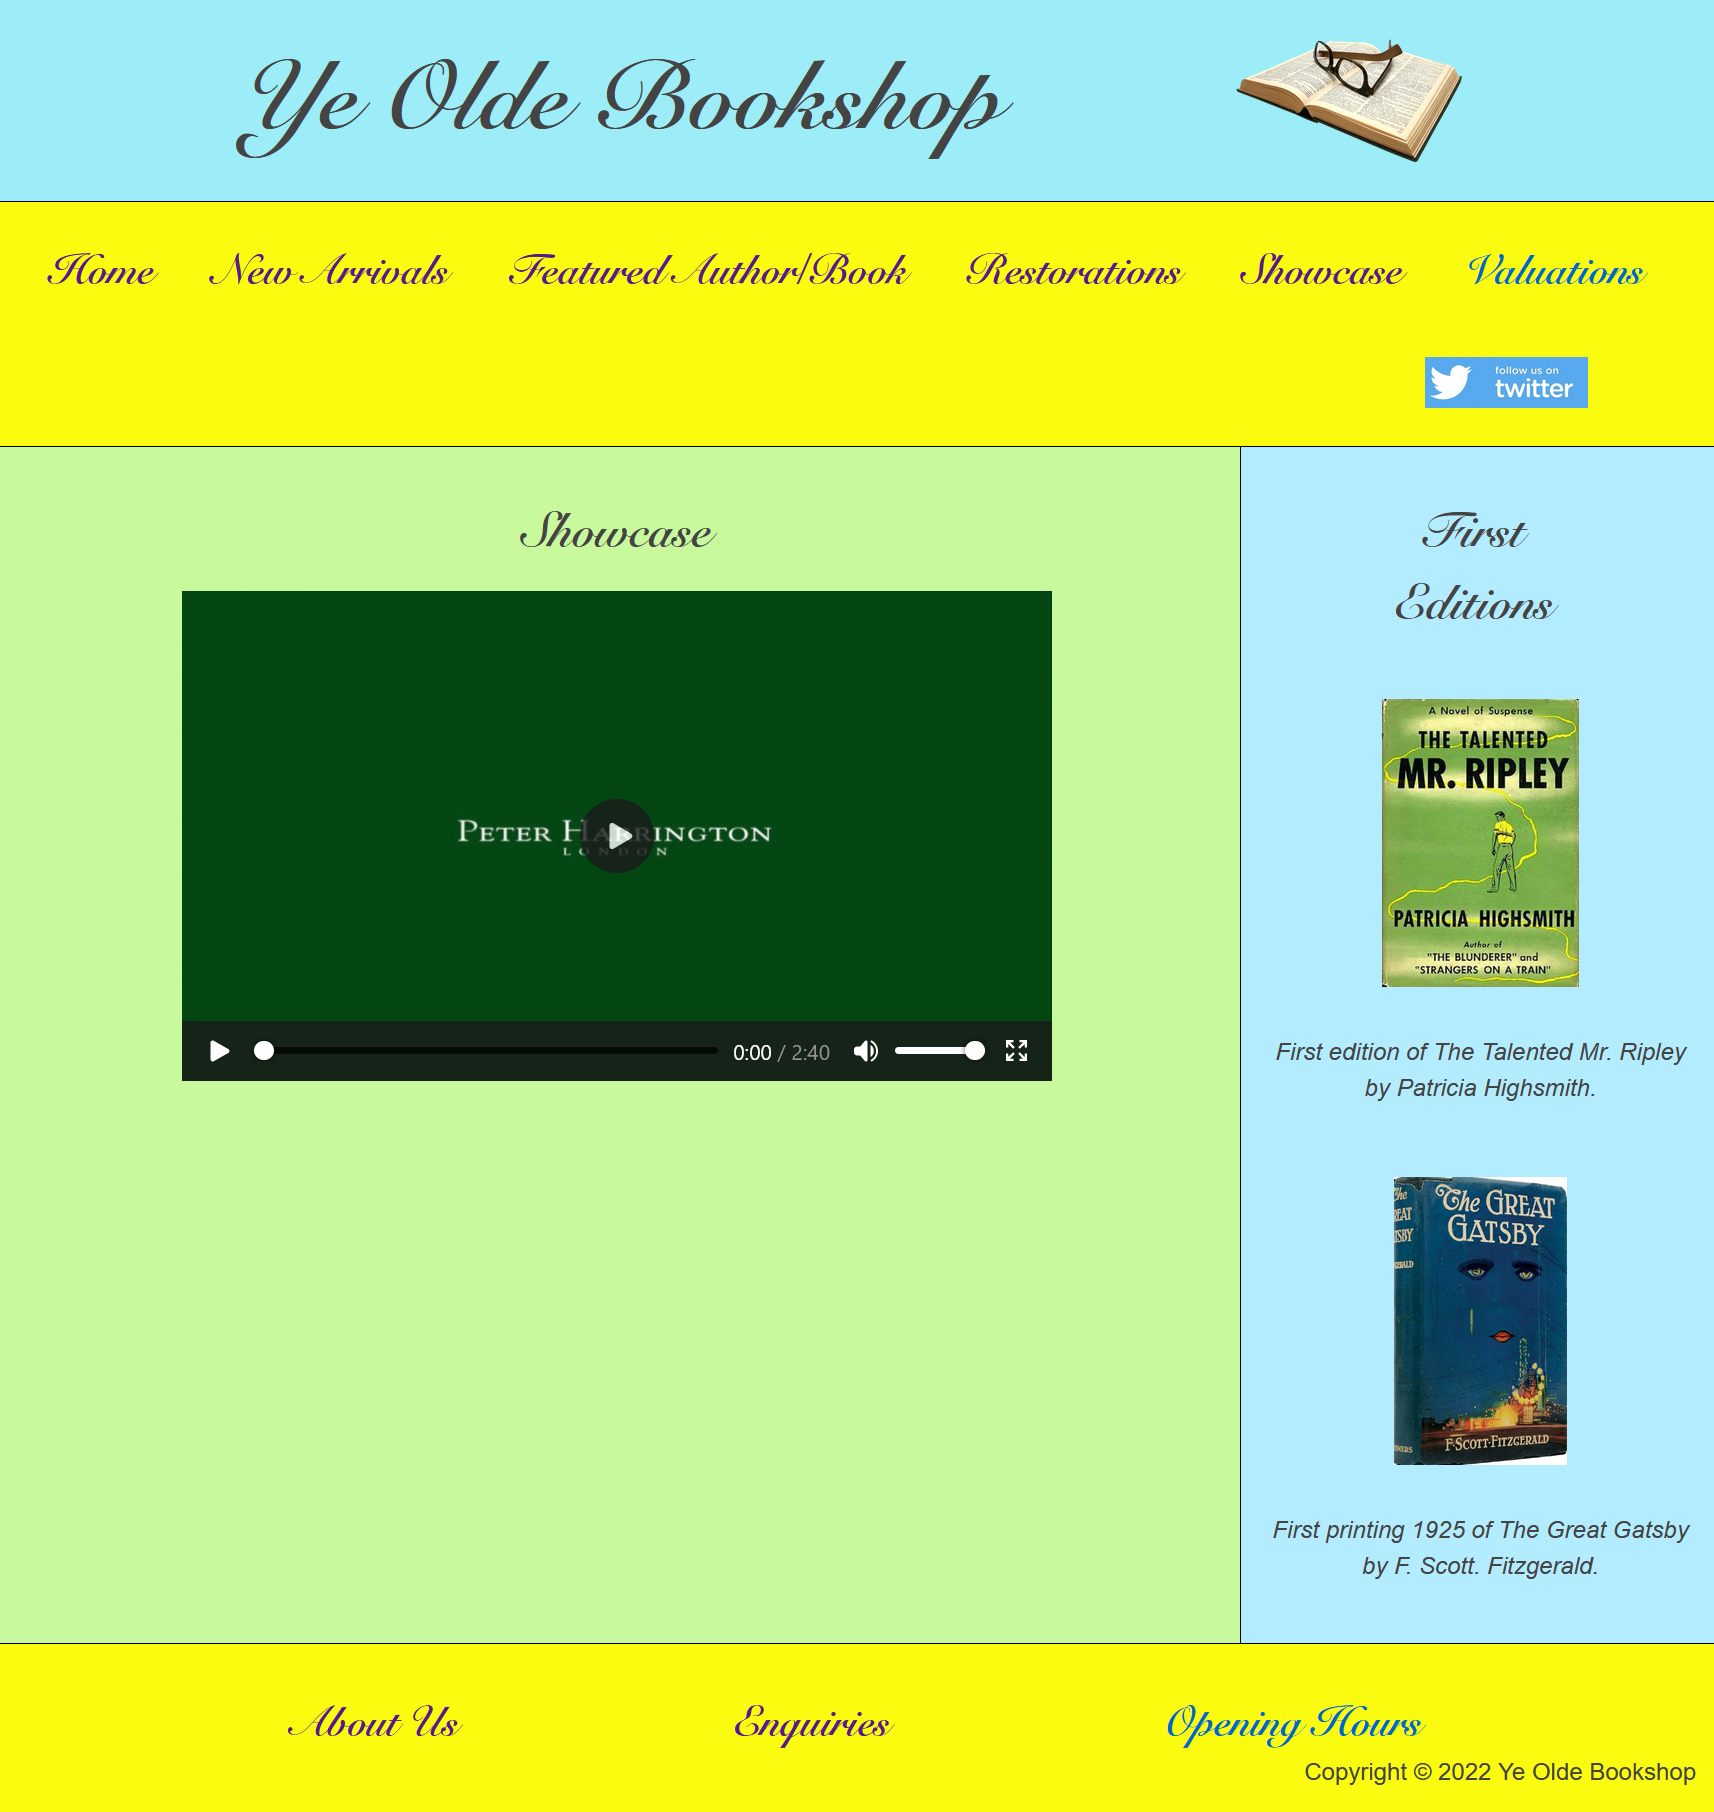 Ye Olde Bookshop
Home New Arrivals Featured Author/Book Restorations Showcase Valuations
follow us on
twitter
Showcase
PETER HARRINGTON
LONDON
0:00 / 2:40
First
Editions
A Novel of Suspense
THE TALENTED
MR. RIPLEY
PATRICIA HIGHSMITH
Author of
"THE BLUNDERER" and
"STRANGERS ON A TRAIN"
First edition of The Talented Mr. Ripley
by Patricia Highsmith.
The GREAT
GATSBY
F·SCOTT·FITZGERALD
First printing 1925 of The Great Gatsby
by F. Scott. Fitzgerald.
About Us Enquiries Opening Hours
Copyright © 2022 Ye Olde Bookshop